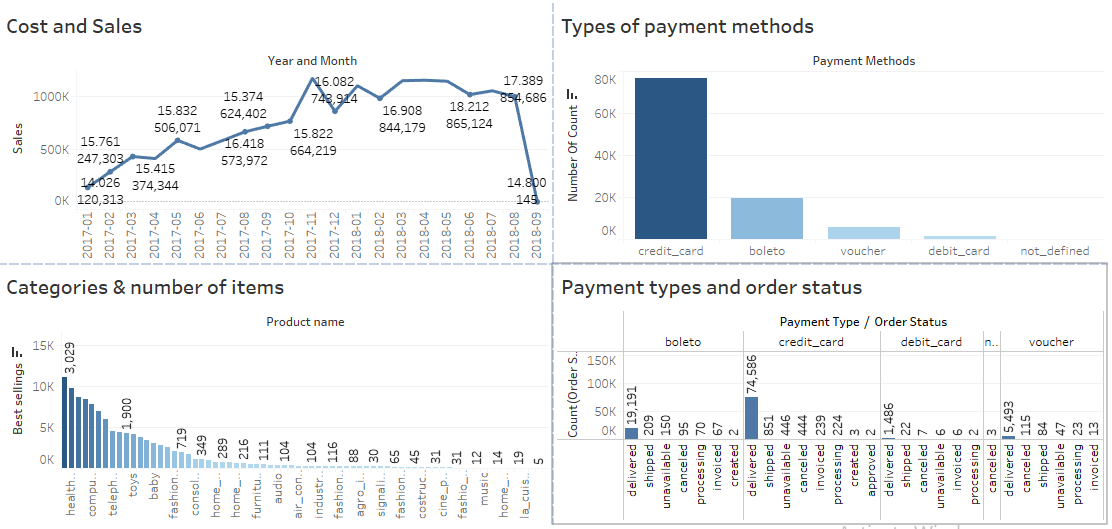 Cost and Sales
Year and Month
Sales
1000K
500K
0K
14.026
120,313
15.761
247,303
15.415
374,344
15.832
506,071
16.418
573,972
15.374
624,402
15.822
664,219
16.082
743,914
16.908
844,179
18.212
865,124
17.389
854,686
14.800
145
2017-01
2017-02
2017-03
2017-04
2017-05
2017-06
2017-07
2017-08
2017-09
2017-10
2017-11
2017-12
2018-01
2018-02
2018-03
2018-04
2018-05
2018-06
2018-07
2018-08
2018-09
Types of payment methods
Payment Methods
Number Of Count
80K
60K
40K
20K
0K
credit_card
boleto
voucher
debit_card
not_defined
Categories & number of items
Product name
Best sellings
15K
10K
5K
0K
3,029
1,900
719
349
289
216
111
104
104
116
88
30
65
45
31
31
12
14
19
5
health..
compu..
teleph..
toys
baby
fashion..
consol..
home_..
home_..
furnitu..
audio
air_con..
industr..
fashion..
agro_i..
signali..
fashion..
costruc..
cine_p..
fashio_..
music
home_..
la_cuis..
Payment types and order status
Payment Type / Order Status
boleto
credit_card
debit_card
n..
voucher
Count(Order S..
150K
100K
50K
0K
19,191
209
150
95
70
67
2
74,586
851
446
444
239
224
3
2
1,486
22
7
6
6
2
3
5,493
115
84
47
23
13
delivered
shipped
unavailable
canceled
processing
invoiced
created
delivered
shipped
unavailable
canceled
invoiced
processing
created
approved
delivered
shipped
canceled
unavailable
invoiced
processing
canceled
delivered
canceled
shipped
unavailable
processing
invoiced